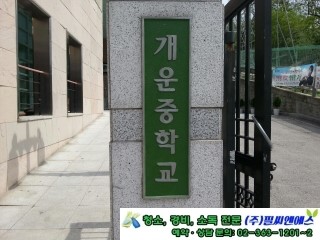 개운중학교
청소, 경비, 소독 전문 (주)필씨엔에스
예약 · 상담 문의: 02-363-1201~2